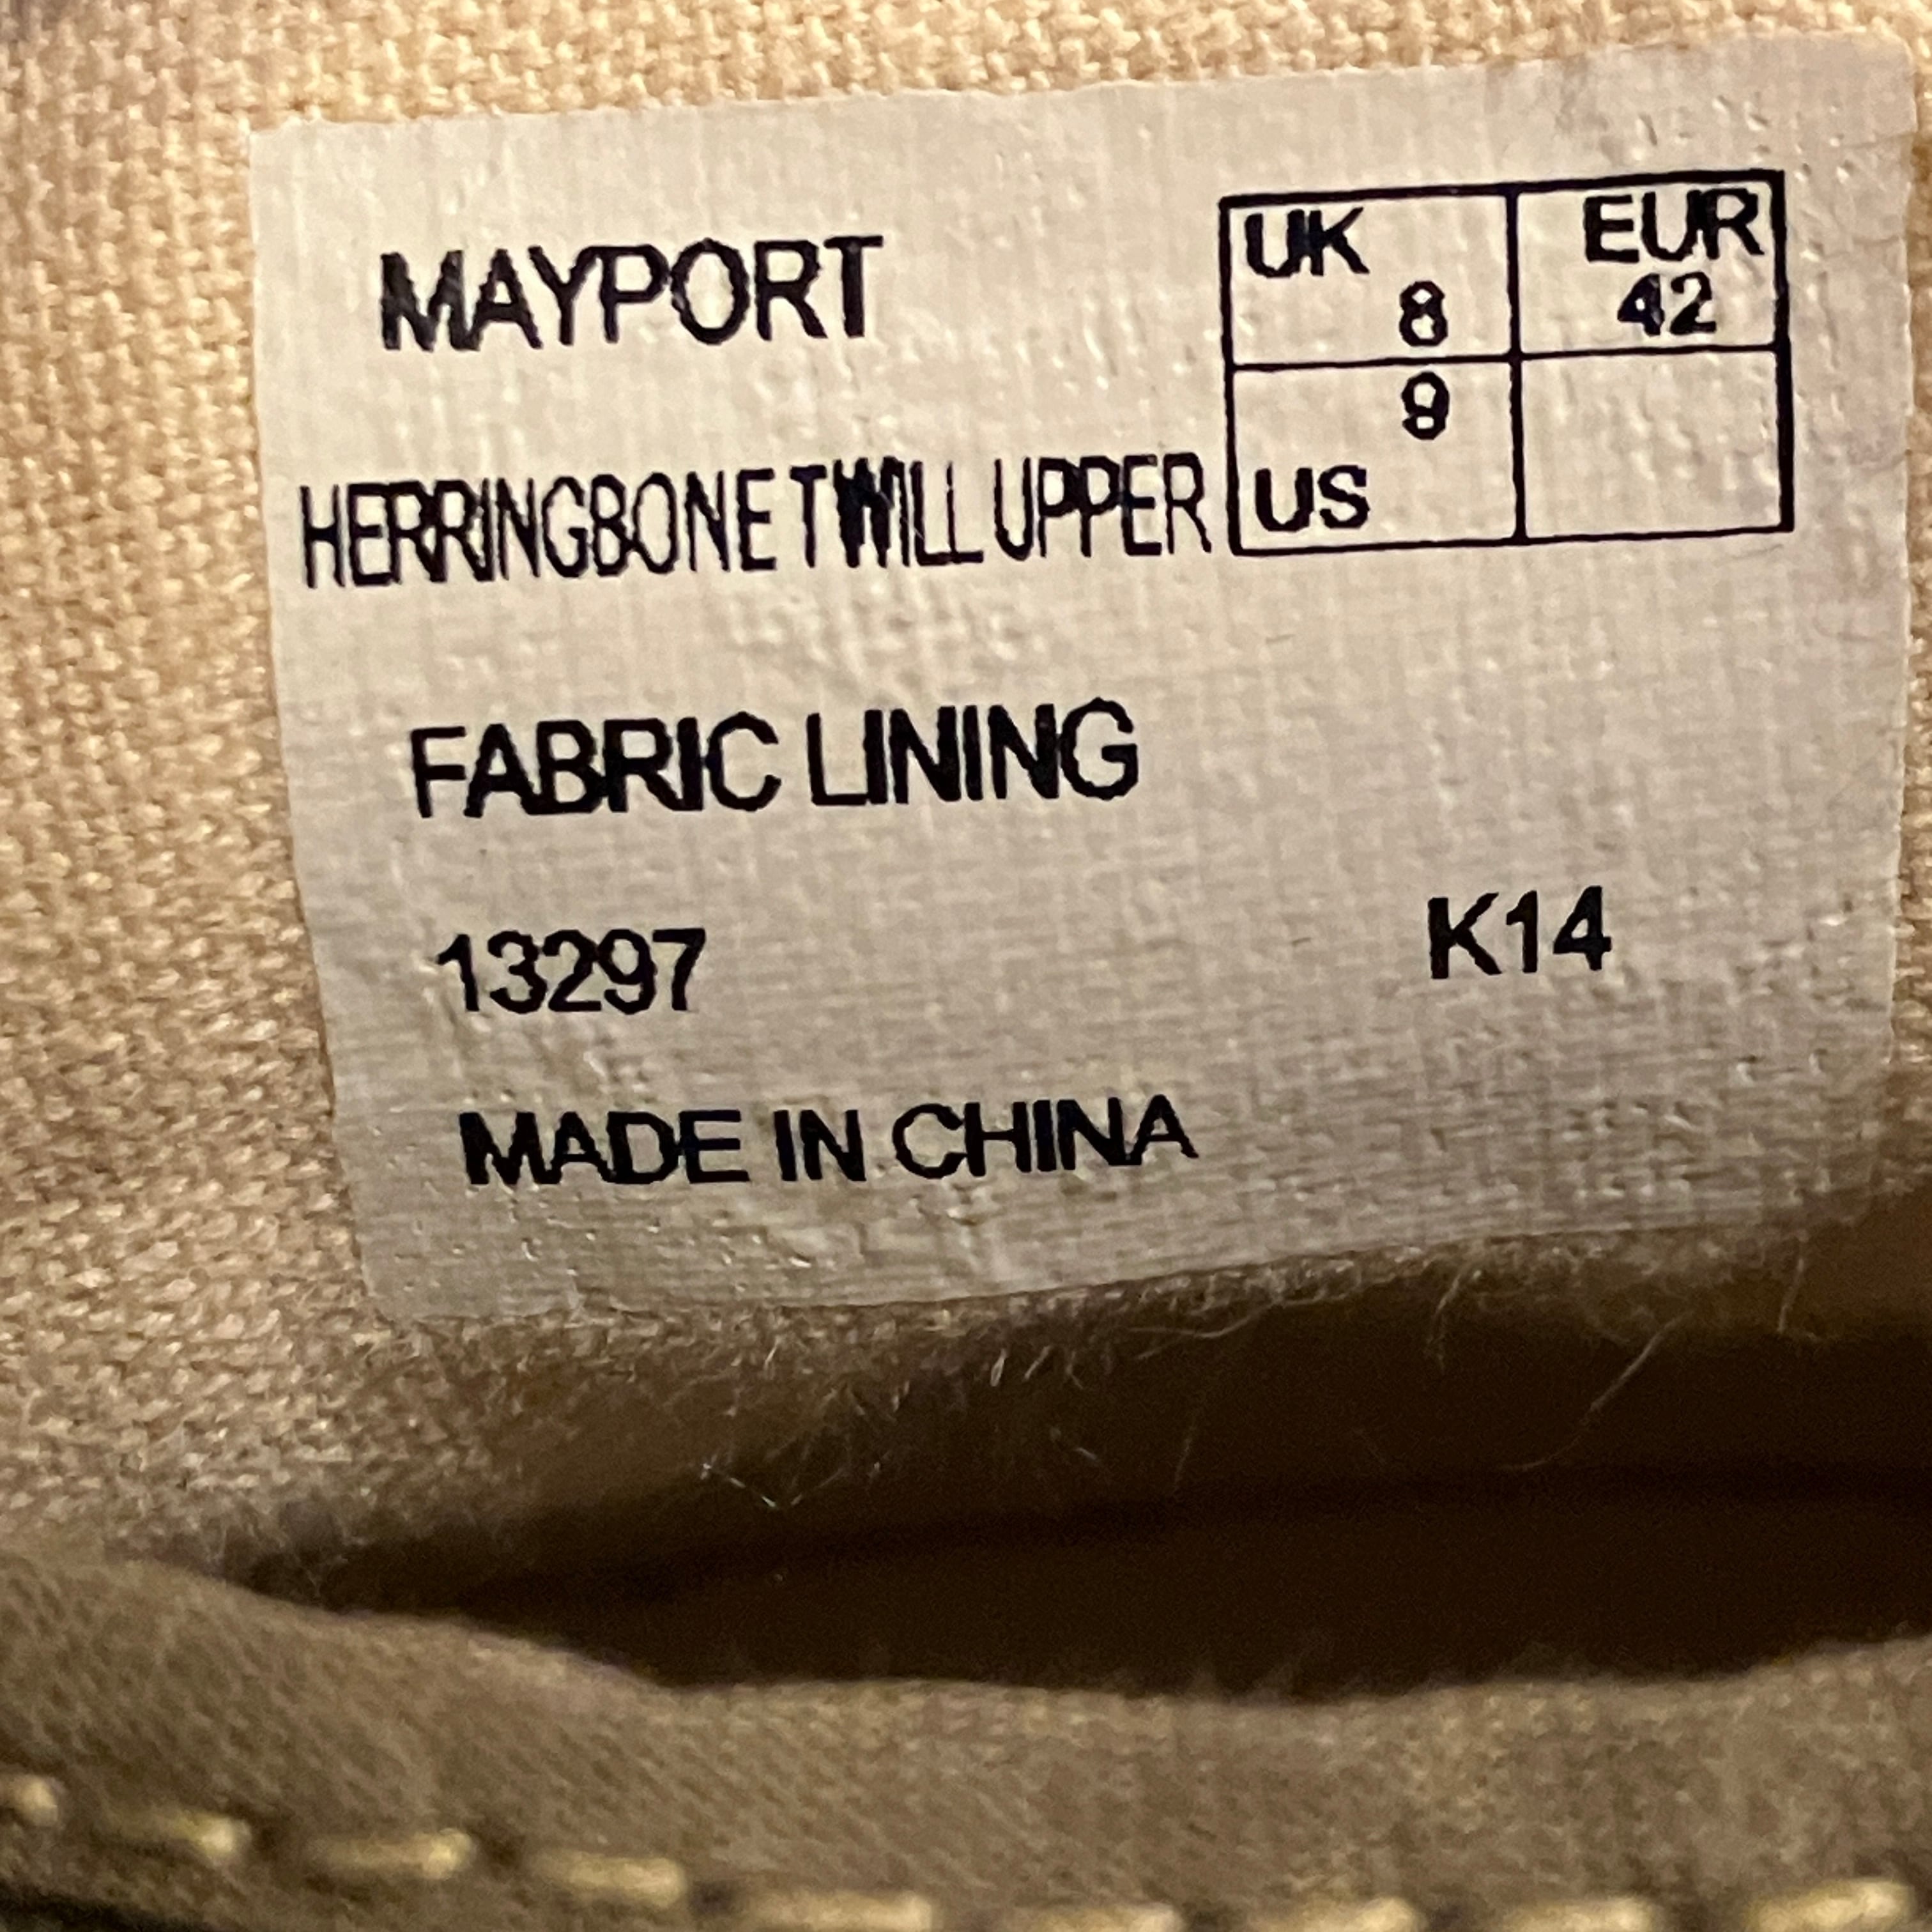 MAYPORT
UK 8
EUR 42
9
US
HERRINGBONE TWILL UPPER
FABRIC LINING
13297 K14
MADE IN CHINA